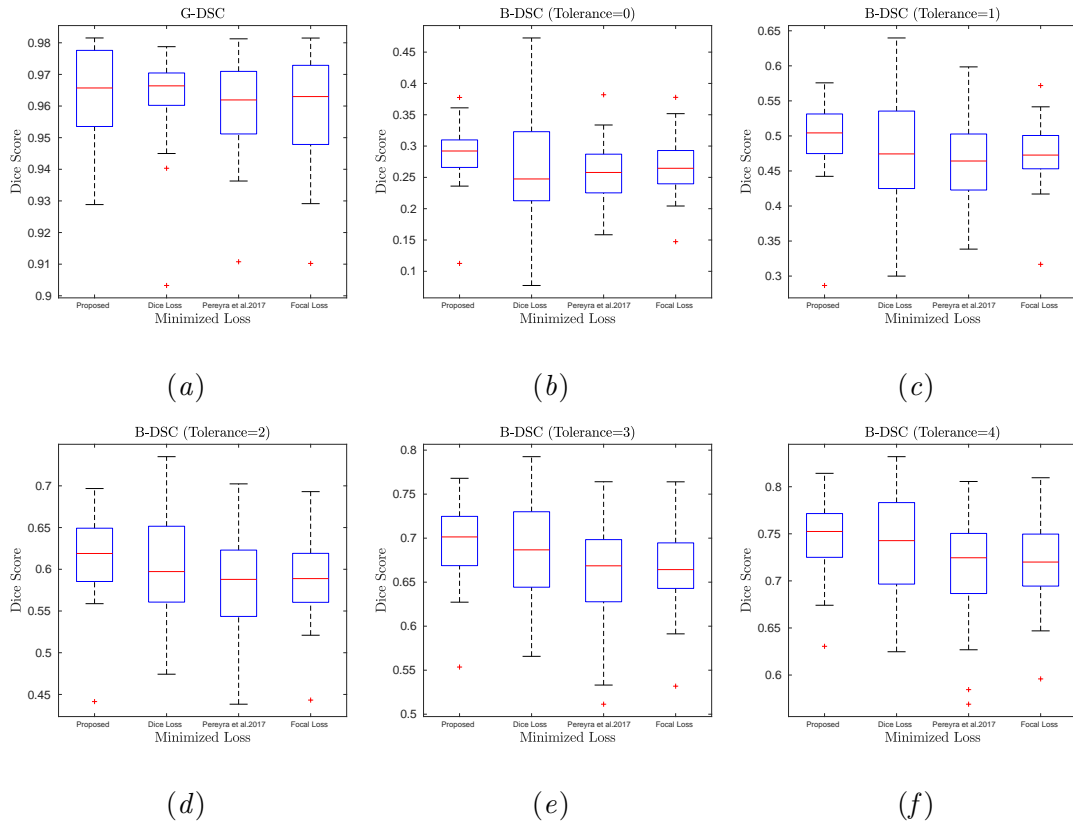 G-DSC
0.98
0.97
0.96
0.95
0.94
0.93
0.92
0.91
0.9
Dice Score
Proposed Dice Loss Pereyra et al.2017 Focal Loss
Minimized Loss
(a)
B-DSC (Tolerance=0)
0.45
0.4
0.35
0.3
0.25
0.2
0.15
0.1
Dice Score
Proposed Dice Loss Pereyra et al.2017 Focal Loss
Minimized Loss
(b)
B-DSC (Tolerance=1)
0.65
0.6
0.55
0.5
0.45
0.4
0.35
0.3
Dice Score
Proposed Dice Loss Pereyra et al.2017 Focal Loss
Minimized Loss
(c)
B-DSC (Tolerance=2)
0.7
0.65
0.6
0.55
0.5
0.45
Dice Score
Proposed Dice Loss Pereyra et al.2017 Focal Loss
Minimized Loss
(d)
B-DSC (Tolerance=3)
0.8
0.75
0.7
0.65
0.6
0.55
0.5
Dice Score
Proposed Dice Loss Pereyra et al.2017 Focal Loss
Minimized Loss
(e)
B-DSC (Tolerance=4)
0.8
0.75
0.7
0.65
0.6
Dice Score
Proposed Dice Loss Pereyra et al.2017 Focal Loss
Minimized Loss
(f)